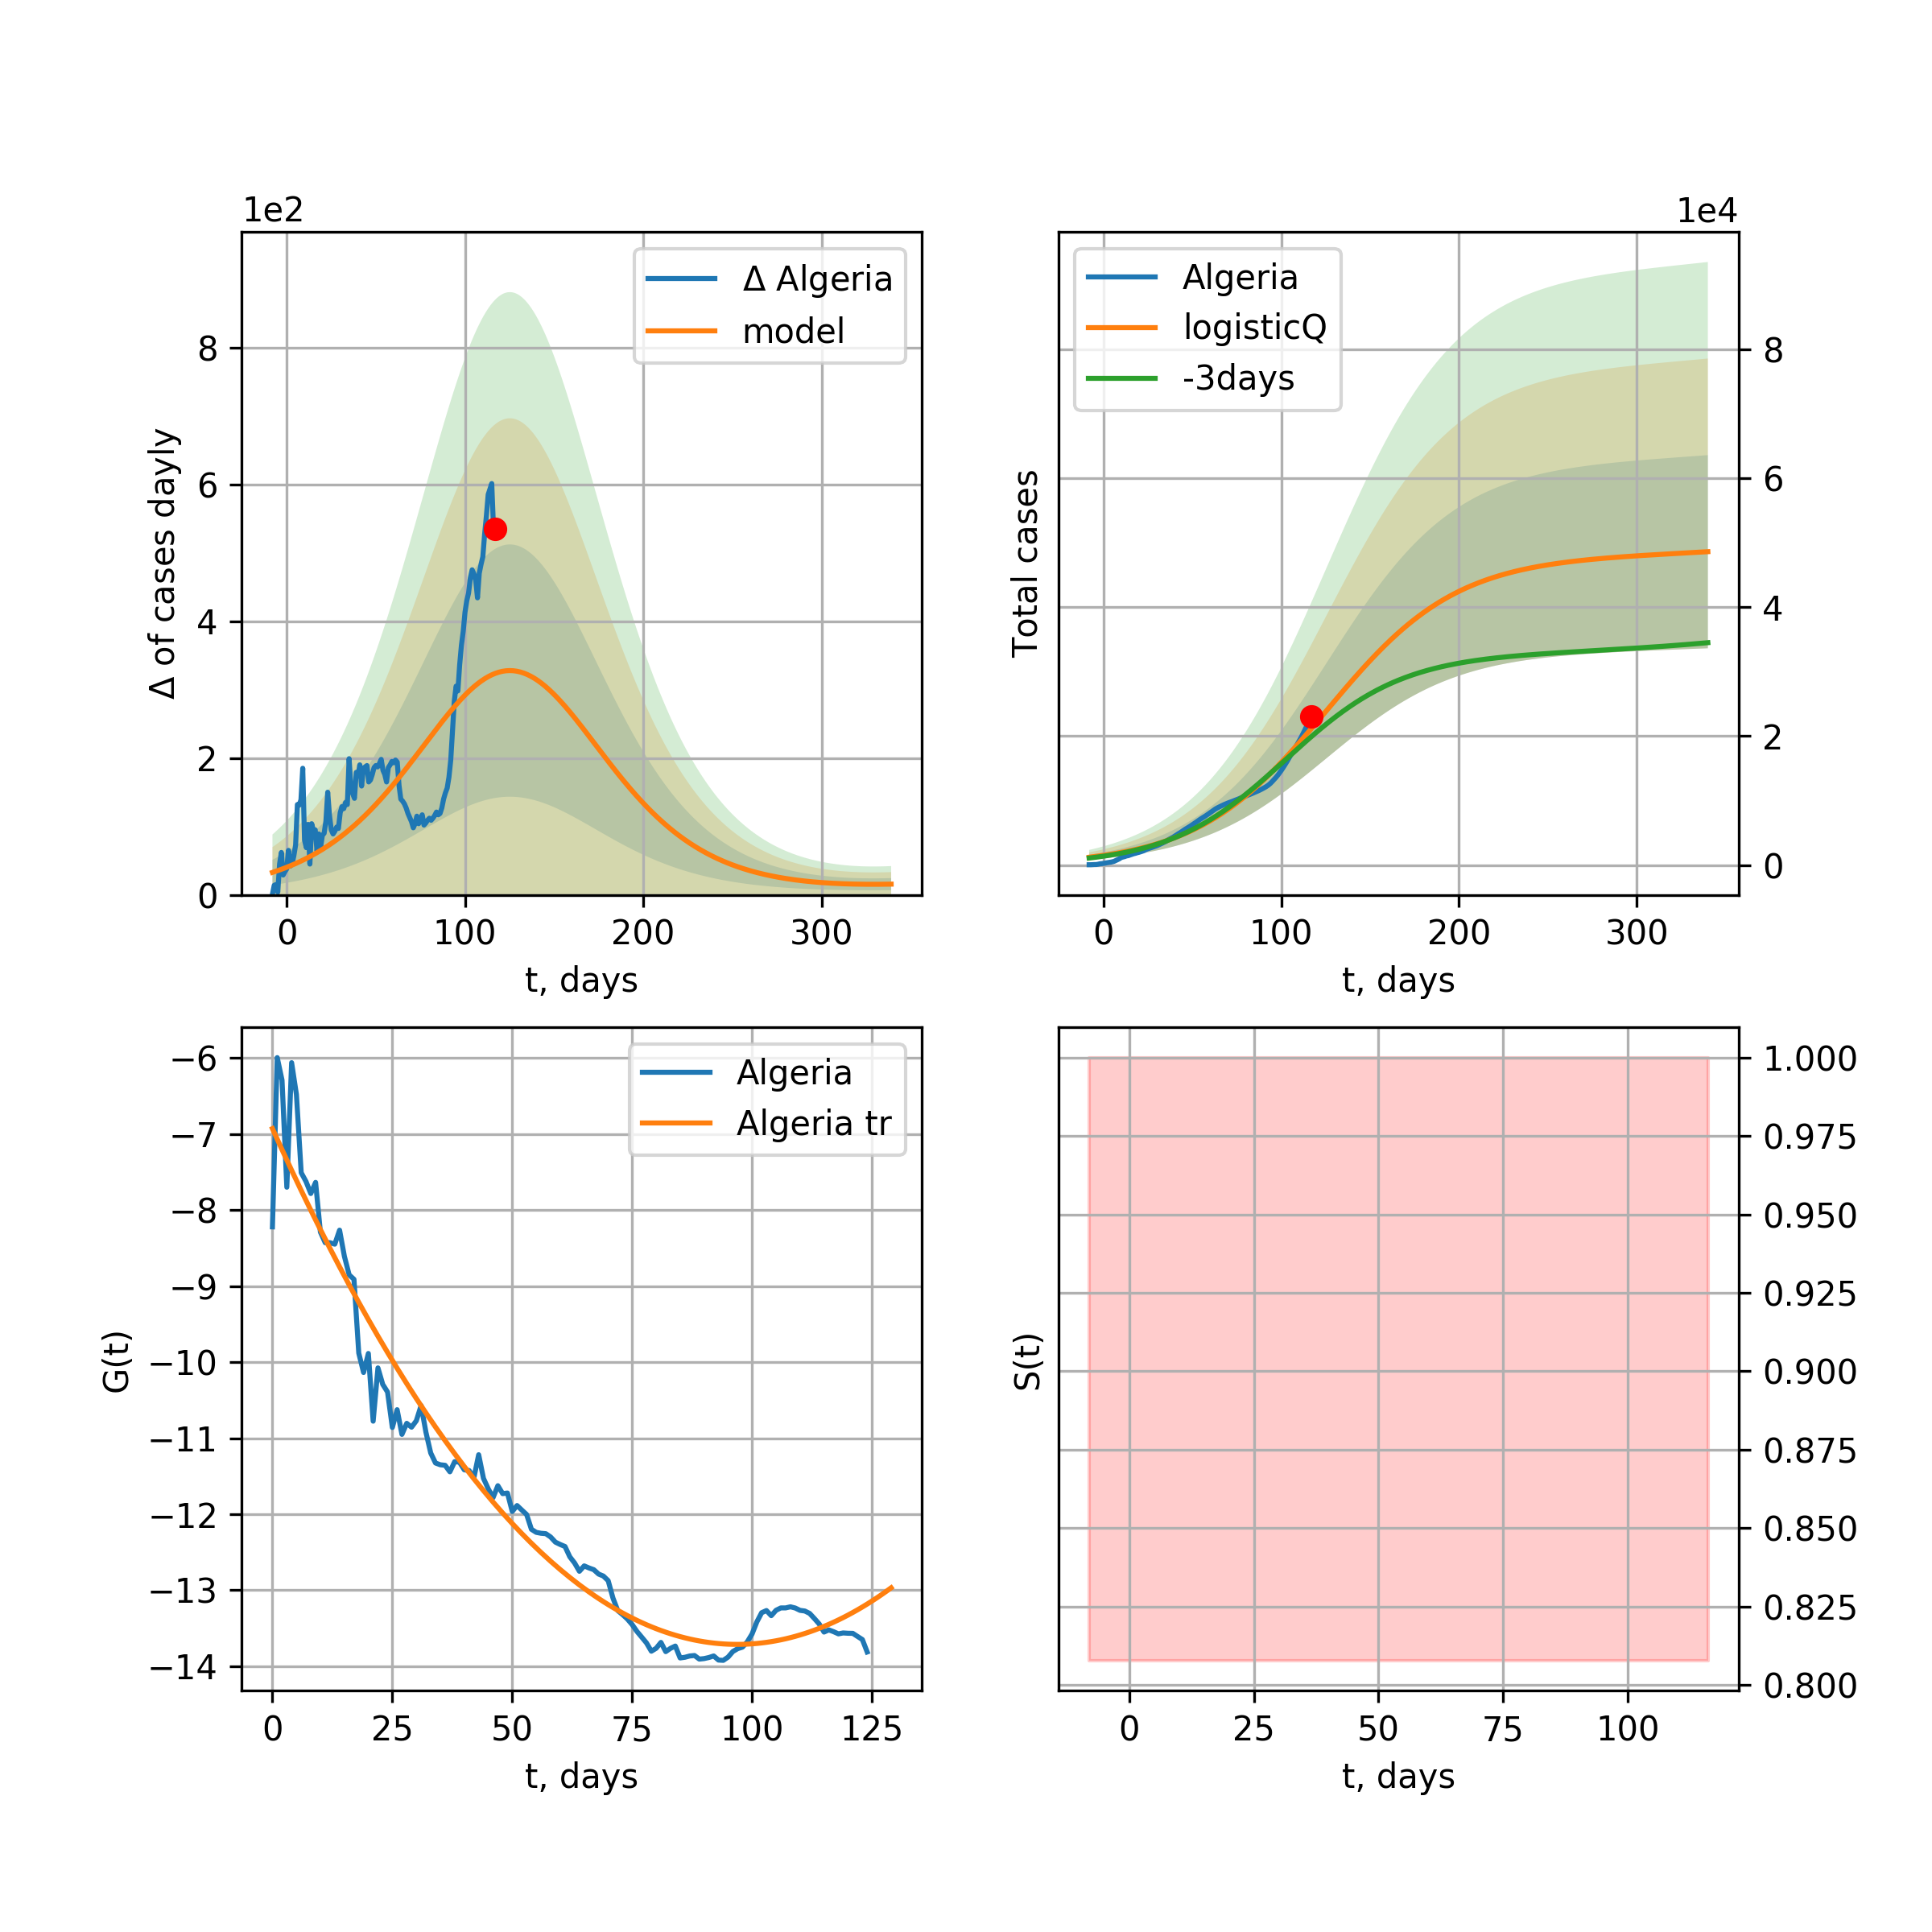 1e2
Δ of cases dayly
8
6
4
2
0
0 100 200 300
t, days
Δ Algeria
model
1e4
Total cases
8
6
4
2
0
0 100 200 300
t, days
Algeria
logisticQ
-3days
G(t)
−6
−7
−8
−9
−10
−11
−12
−13
−14
0 25 50 75 100 125
t, days
Algeria
Algeria tr
S(t)
1.000
0.975
0.950
0.925
0.900
0.875
0.850
0.825
0.800
0 25 50 75 100
t, days